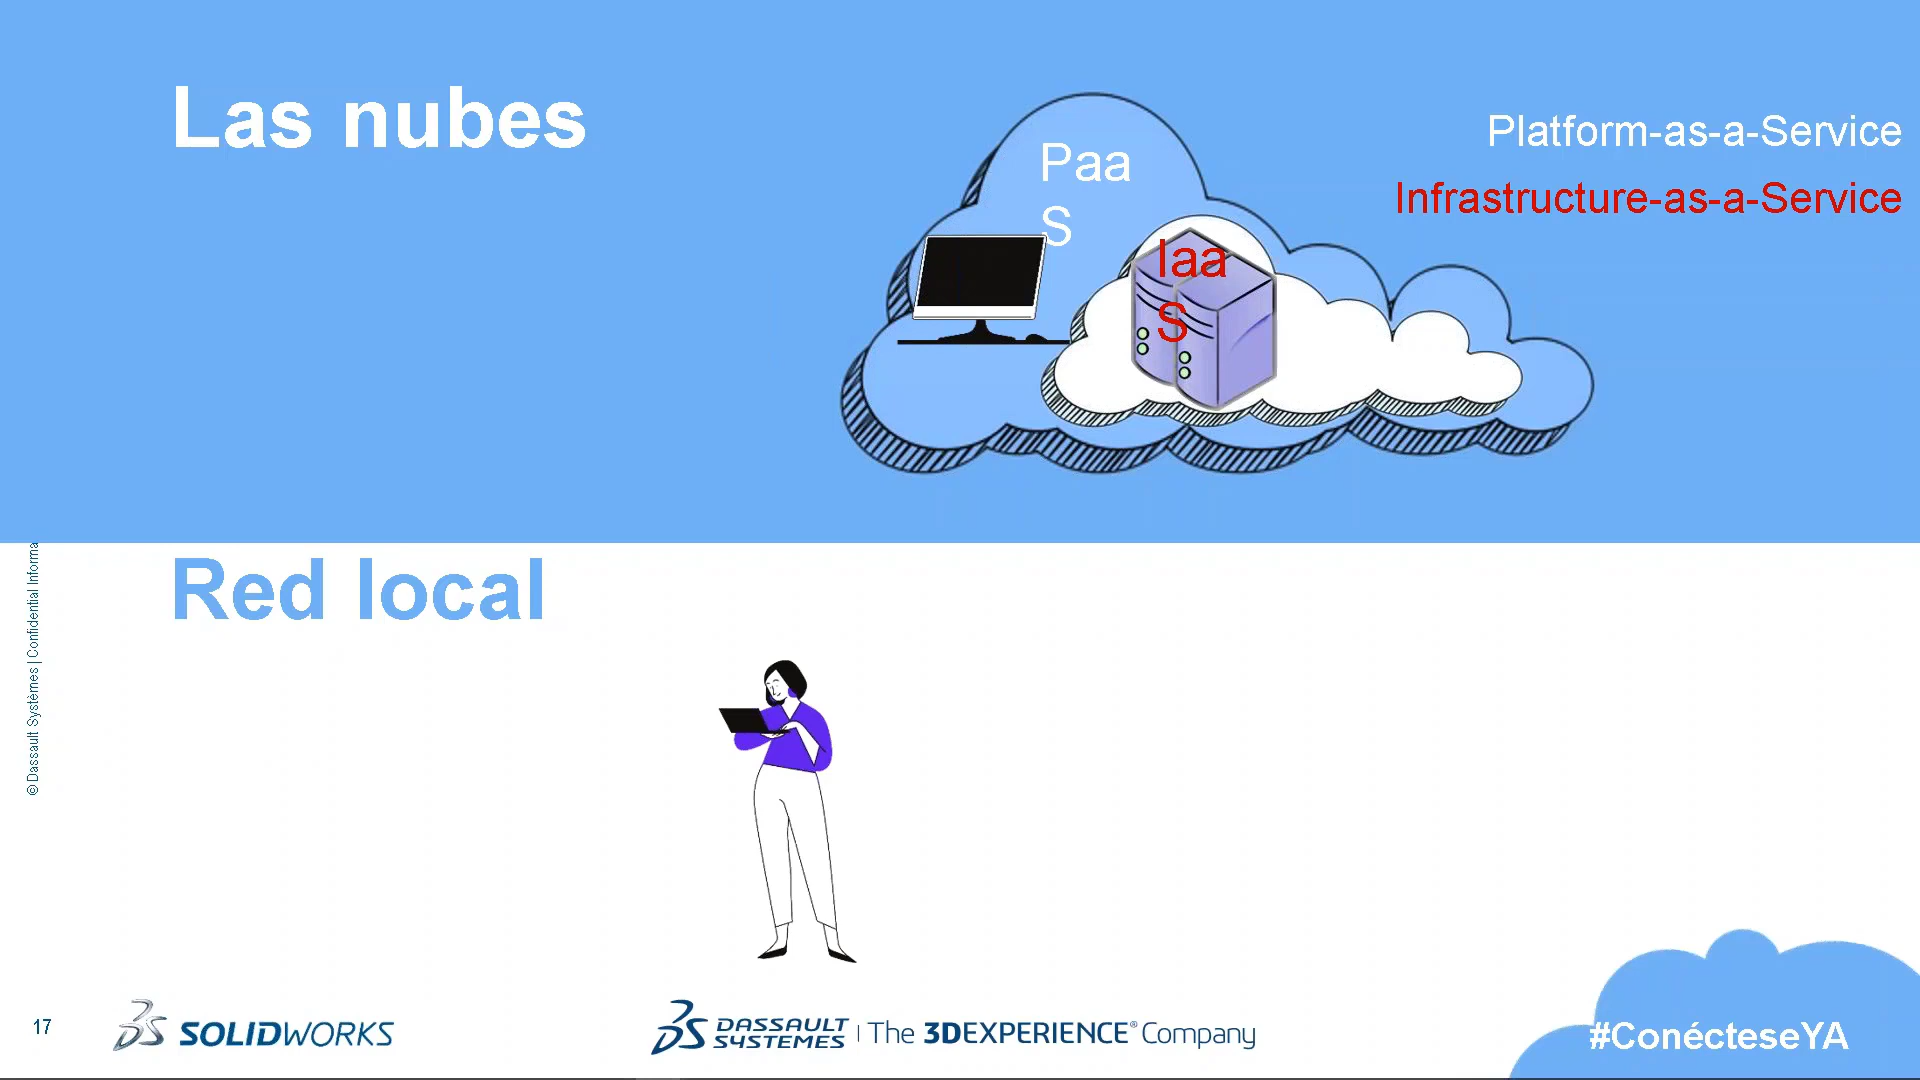 Las nubes
Platform-as-a-Service
Infrastructure-as-a-Service
Paa
S
Iaa
S
Red local
© Dassault Systèmes | Confidential Informa
17
SOLIDWORKS
DASSAULT
SYSTEMES
The 3DEXPERIENCE® Company
#ConécteseYA